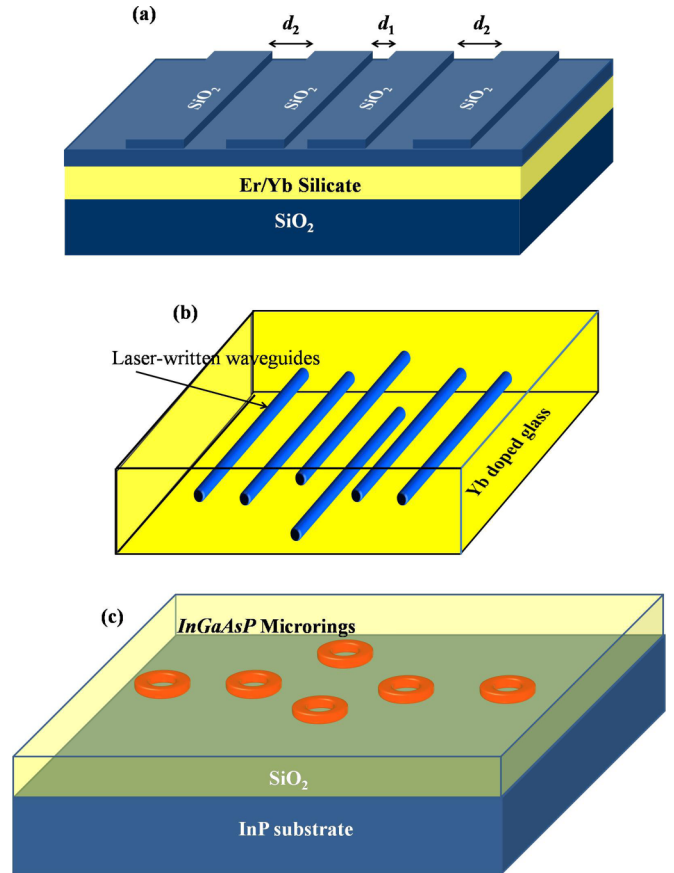 (a)
d₂ d₁ d₂
SiO₂ SiO₂ SiO₂ SiO₂
Er/Yb Silicate
SiO₂
(b)
Laser-written waveguides
Yb doped glass
(c)
InGaAsP Microrings
SiO₂
InP substrate